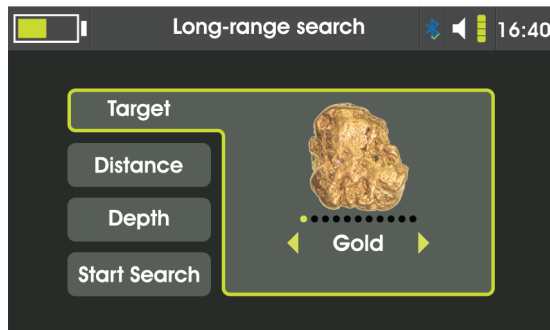 Long-range search
16:40
Target
Distance
Depth
Start Search
Gold